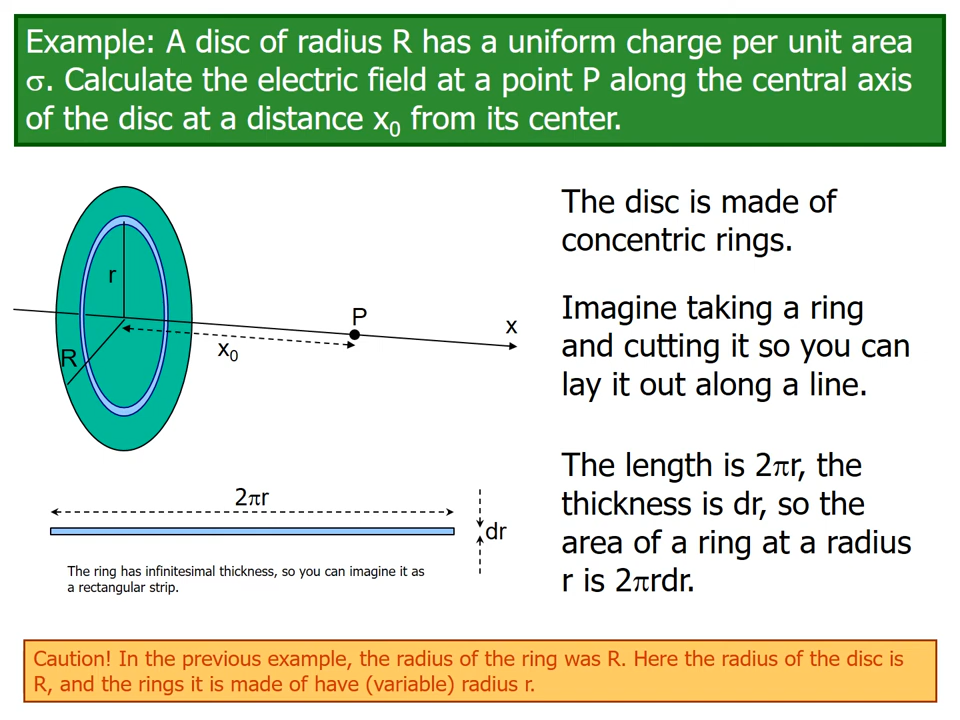 Example: A disc of radius R has a uniform charge per unit area
σ. Calculate the electric field at a point P along the central axis
of the disc at a distance x₀ from its center.
The disc is made of
concentric rings.
r
P
x
x₀
R
Imagine taking a ring
and cutting it so you can
lay it out along a line.
The length is 2πr, the
thickness is dr, so the
area of a ring at a radius
r is 2πrdr.
2πr
dr
The ring has infinitesimal thickness, so you can imagine it as
a rectangular strip.
Caution! In the previous example, the radius of the ring was R. Here the radius of the disc is
R, and the rings it is made of have (variable) radius r.